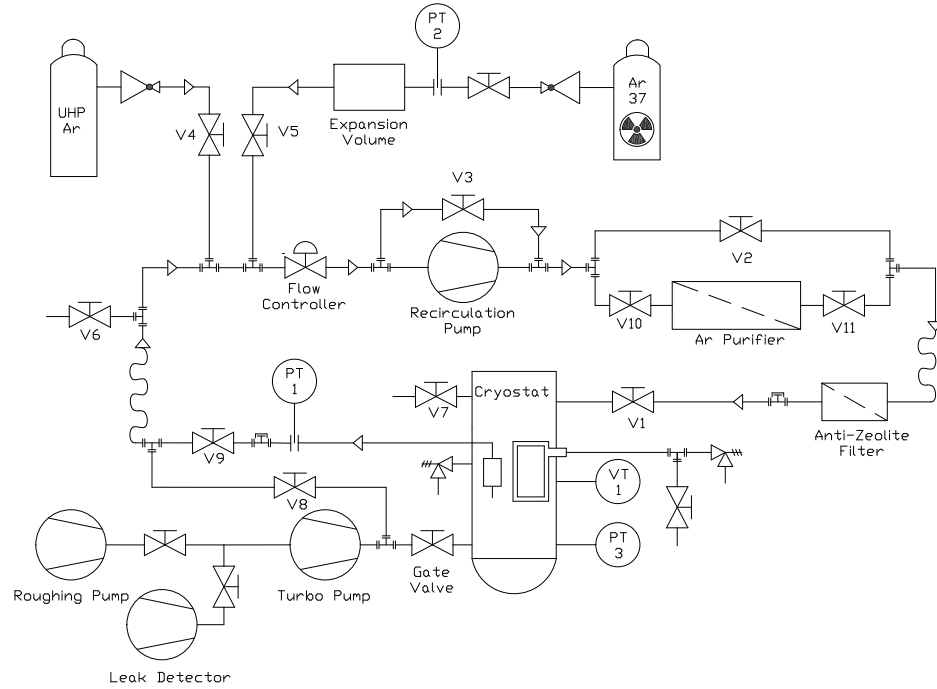 PT
2
UHP
Ar
Ar
37
V4
V5
Expansion
Volume
V3
V2
Flow
Controller
Recirculation
Pump
V10
V11
Ar Purifier
V6
PT
1
Cryostat
V7
V1
Anti-Zeolite
Filter
V9
VT
1
V8
PT
3
Gate
Valve
Roughing Pump
Turbo Pump
Leak Detector